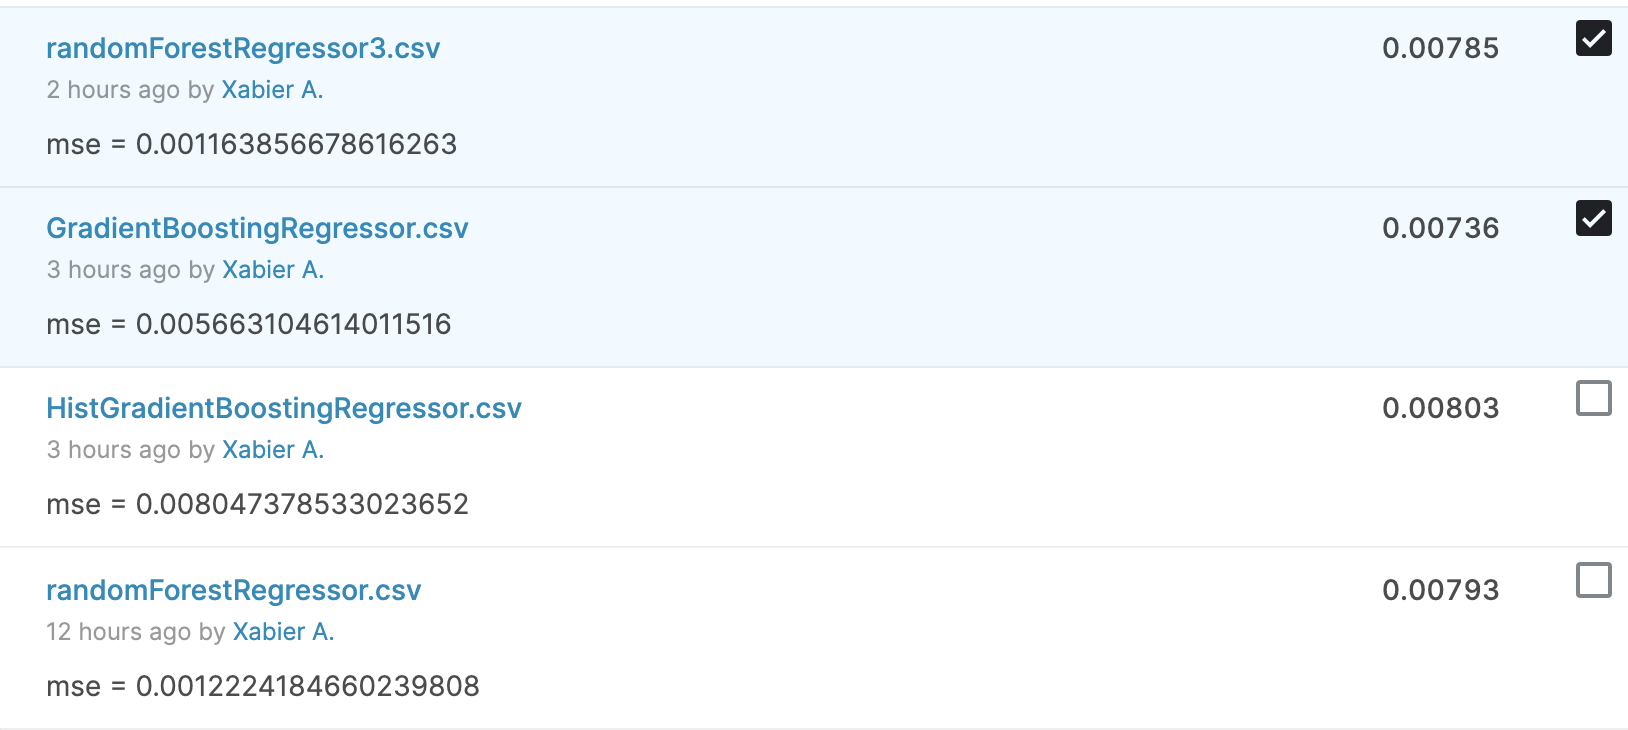 randomForestRegressor3.csv 0.00785
2 hours ago by Xabier A.
mse = 0.001163856678616263
GradientBoostingRegressor.csv 0.00736
3 hours ago by Xabier A.
mse = 0.005663104614011516
HistGradientBoostingRegressor.csv 0.00803
3 hours ago by Xabier A.
mse = 0.008047378533023652
randomForestRegressor.csv 0.00793
12 hours ago by Xabier A.
mse = 0.0012224184660239808